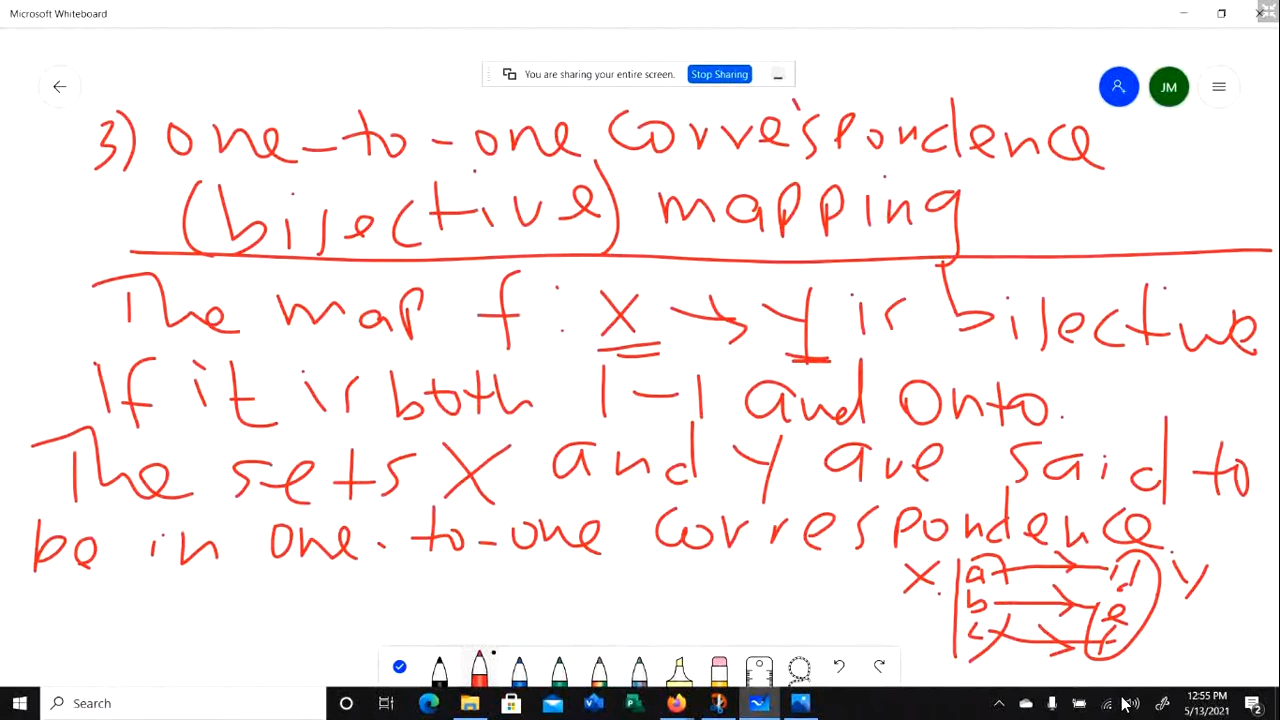 Microsoft Whiteboard
You are sharing your entire screen. Stop Sharing
JM
3) one-to-one correspondence
(bijective) mapping
The map f: X → Y is bijective
If it is both 1-1 and Onto.
The sets X and Y are said to
be in one-to-one correspondence
X a Y
b e
c
Search
12:55 PM
5/13/2021
2